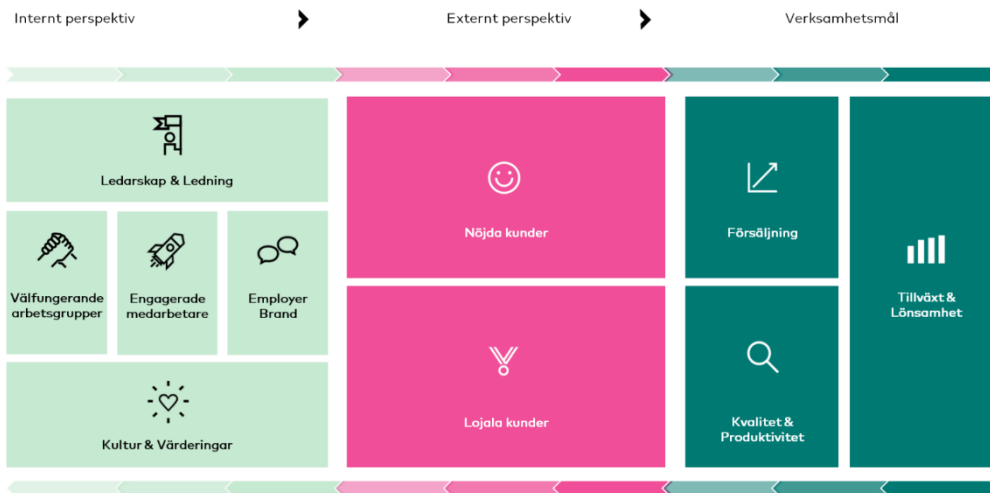 Internt perspektiv
Externt perspektiv
Verksamhetsmål
Ledarskap & Ledning
Välfungerande
arbetsgrupper
Engagerade
medarbetare
Employer
Brand
Kultur & Värderingar
Nöjda kunder
Lojala kunder
Försäljning
Kvalitet &
Produktivitet
Tillväxt &
Lönsamhet